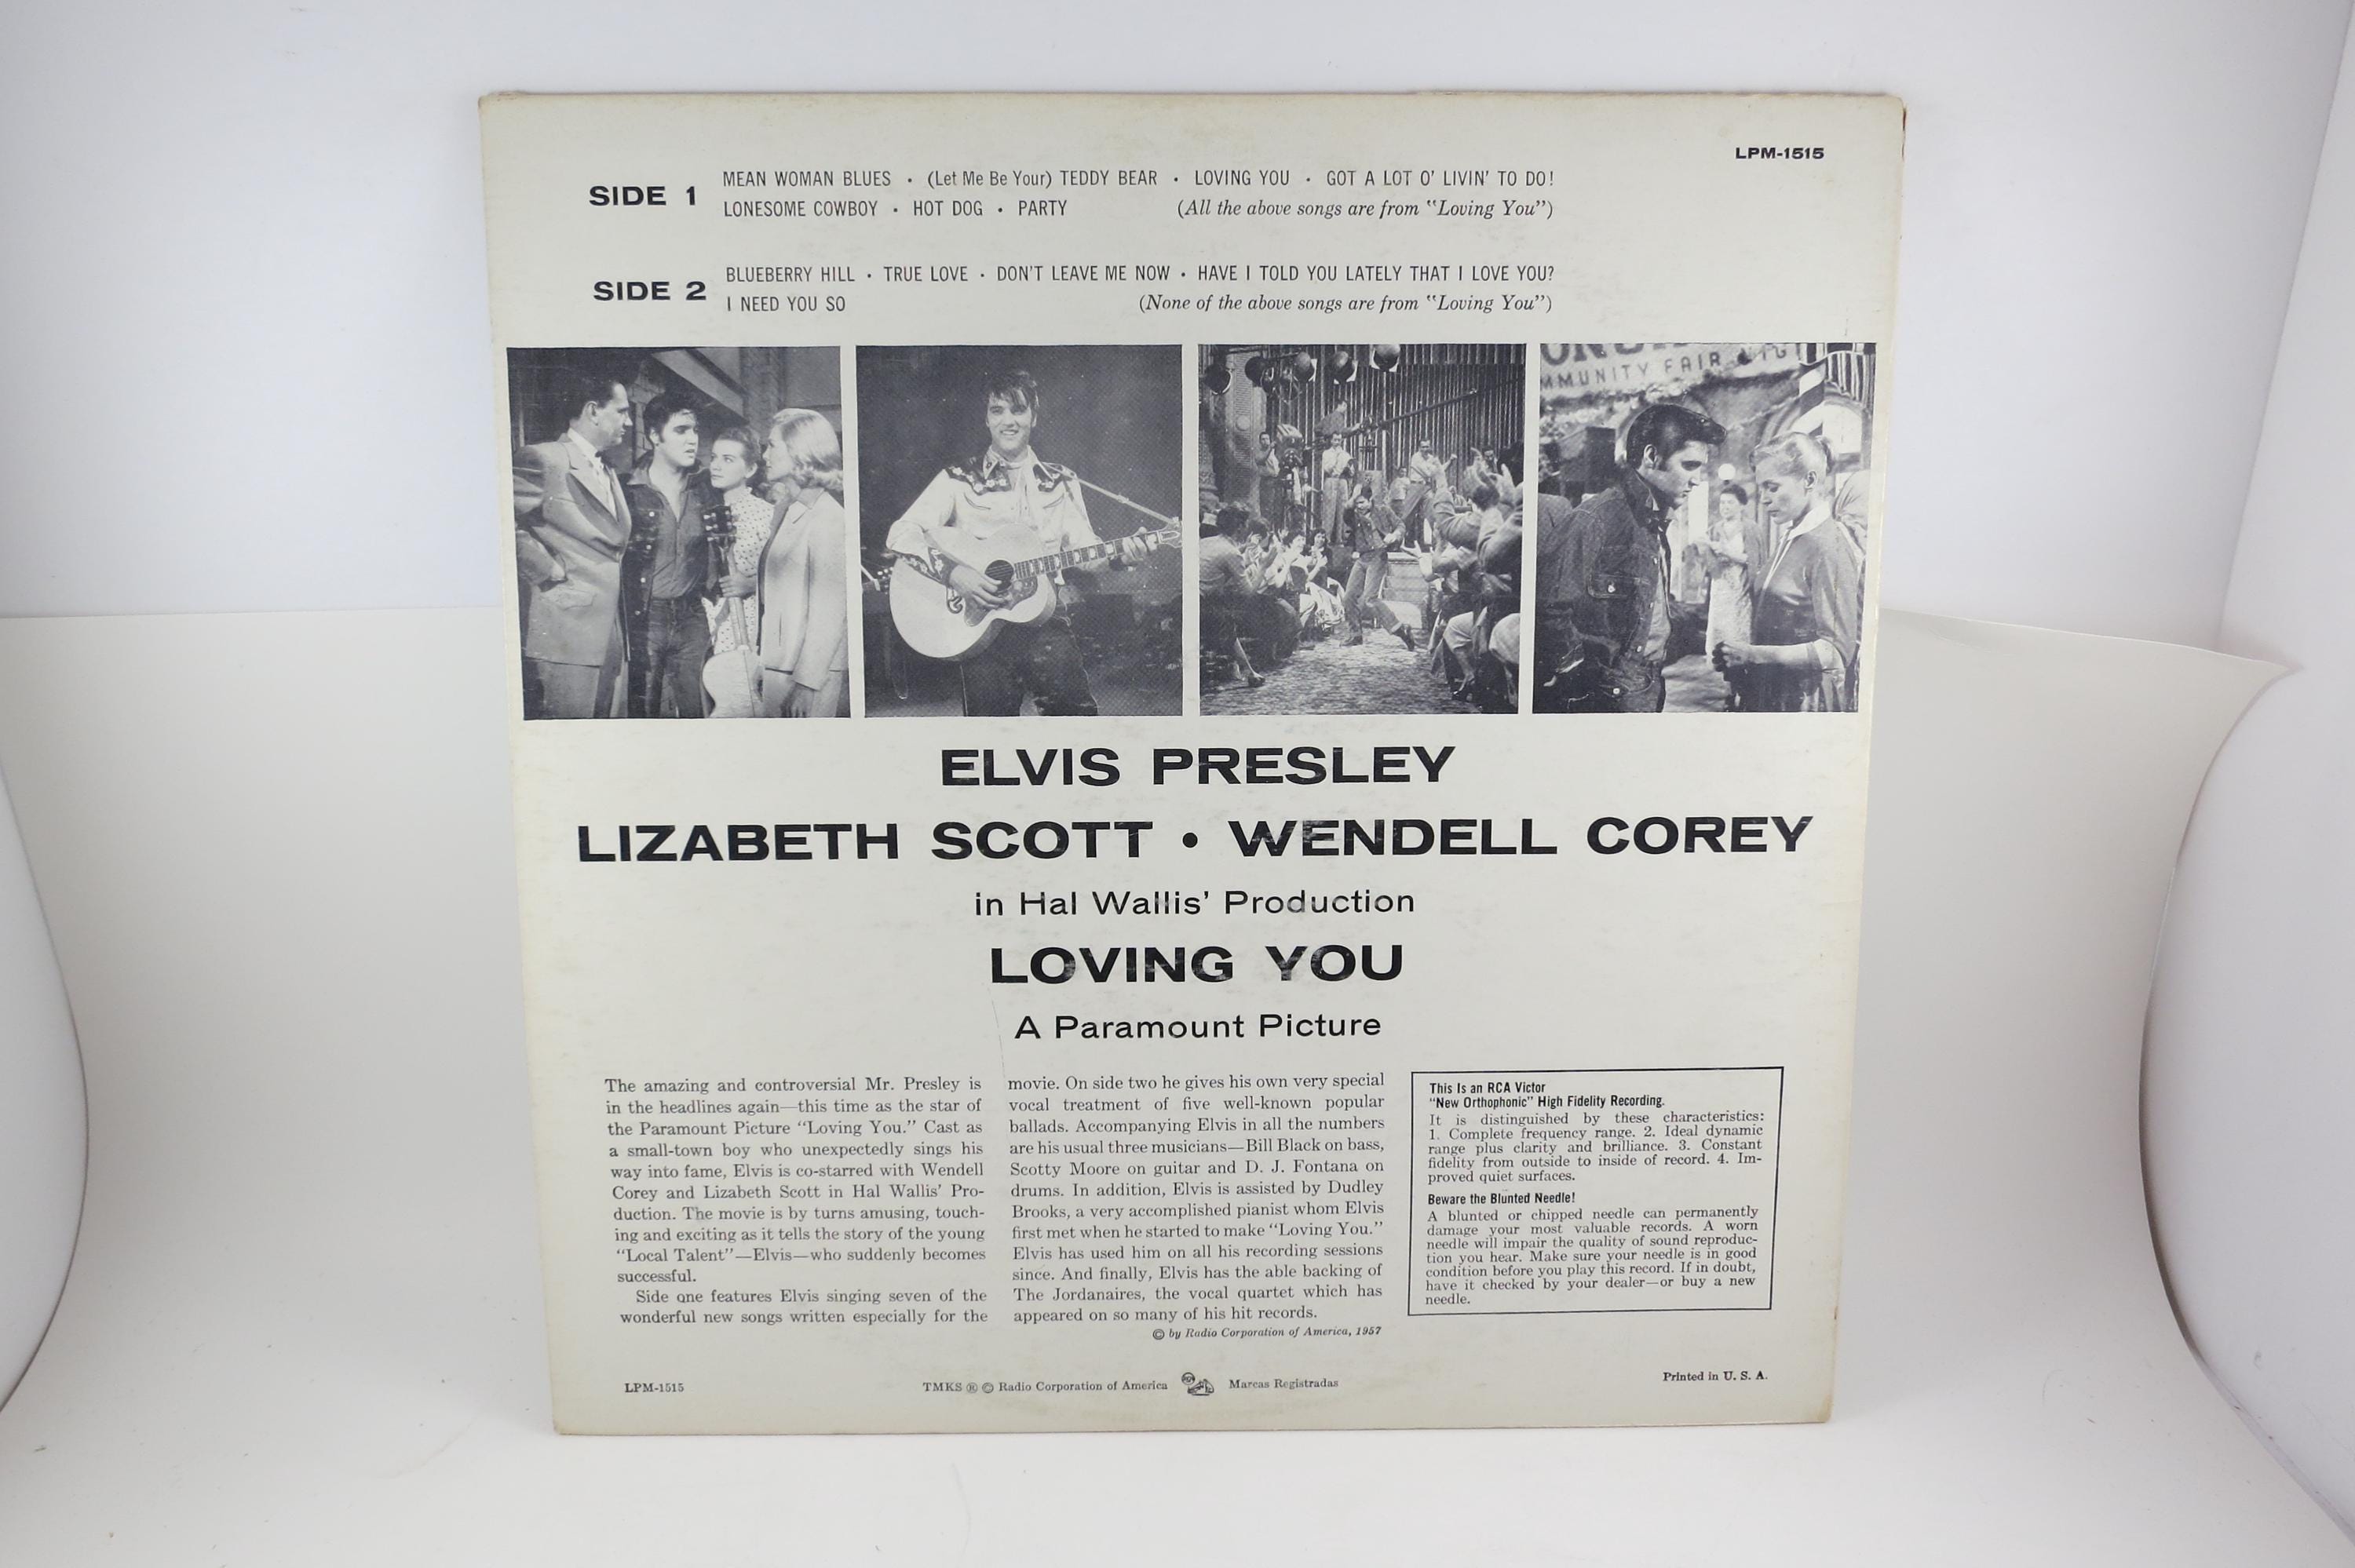 LPM-1515
SIDE 1
MEAN WOMAN BLUES • (Let Me Be Your) TEDDY BEAR • LOVING YOU • GOT A LOT O' LIVIN' TO DO!
LONESOME COWBOY • HOT DOG • PARTY (All the above songs are from "Loving You")
SIDE 2
BLUEBERRY HILL • TRUE LOVE • DON'T LEAVE ME NOW • HAVE I TOLD YOU LATELY THAT I LOVE YOU?
I NEED YOU SO (None of the above songs are from "Loving You")
MMUNITY FAIR
ELVIS PRESLEY
LIZABETH SCOTT • WENDELL COREY
in Hal Wallis' Production
LOVING YOU
A Paramount Picture
The amazing and controversial Mr. Presley is
in the headlines again—this time as the star of
the Paramount Picture "Loving You." Cast as
a small-town boy who unexpectedly sings his
way into fame, Elvis is co-starred with Wendell
Corey and Lizabeth Scott in Hal Wallis' Pro-
duction. The movie is by turns amusing, touch-
ing and exciting as it tells the story of the young
"Local Talent"—Elvis—who suddenly becomes
successful.
Side one features Elvis singing seven of the
wonderful new songs written especially for the
movie. On side two he gives his own very special
vocal treatment of five well-known popular
ballads. Accompanying Elvis in all the numbers
are his usual three musicians—Bill Black on bass,
Scotty Moore on guitar and D. J. Fontana on
drums. In addition, Elvis is assisted by Dudley
Brooks, a very accomplished pianist whom Elvis
first met when he started to make "Loving You."
Elvis has used him on all his recording sessions
since. And finally, Elvis has the able backing of
The Jordanaires, the vocal quartet which has
appeared on so many of his hit records.
© by Radio Corporation of America, 1957
This Is an RCA Victor
"New Orthophonic" High Fidelity Recording.
It is distinguished by these characteristics:
1. Complete frequency range. 2. Ideal dynamic
range plus clarity and brilliance. 3. Constant
fidelity from outside to inside of record. 4. Im-
proved quiet surfaces.
Beware the Blunted Needle!
A blunted or chipped needle can permanently
damage your most valuable records. A worn
needle will impair the quality of sound reproduc-
tion you hear. Make sure your needle is in good
condition before you play this record. If in doubt,
have it checked by your dealer—or buy a new
needle.
LPM-1515
TMKS ® © Radio Corporation of America Marcas Registradas
Printed in U. S. A.